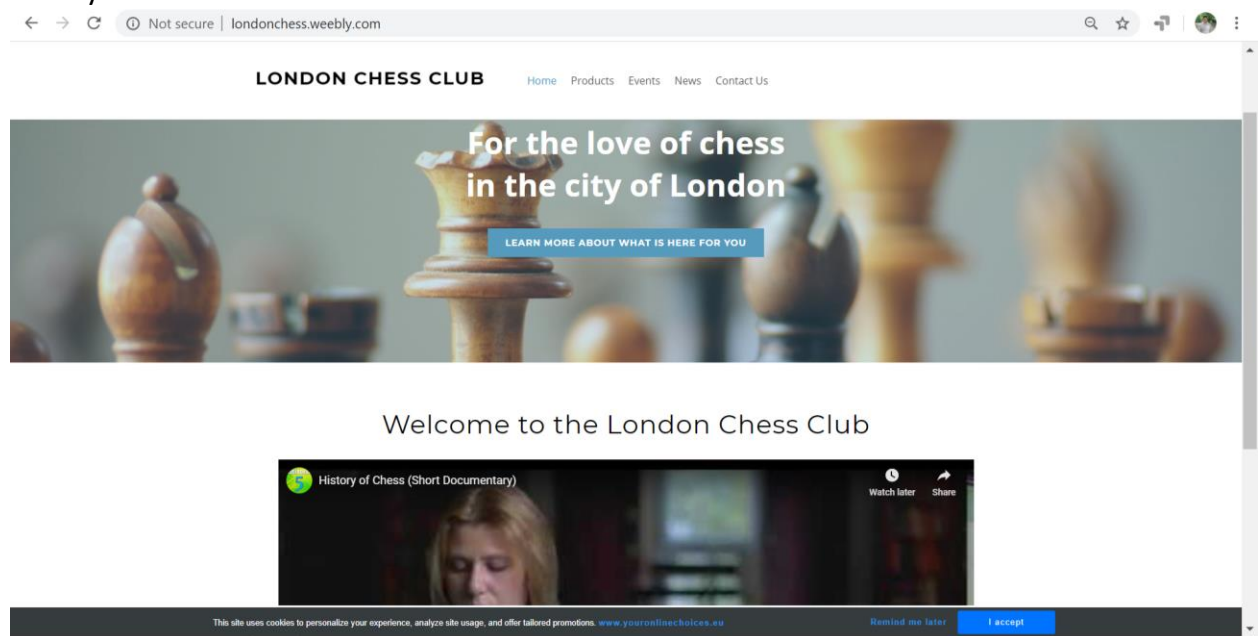 Not secure | londonchess.weebly.com
LONDON CHESS CLUB Home Products Events News Contact Us
For the love of chess
in the city of London
LEARN MORE ABOUT WHAT IS HERE FOR YOU
Welcome to the London Chess Club
5 History of Chess (Short Documentary)
Watch later Share
This site uses cookies to personalize your experience, analyze site usage, and offer tailored promotions. www.youronlinechoices.eu Remind me later I accept